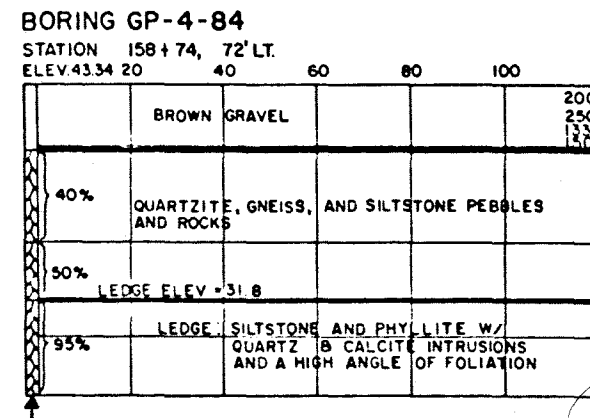 BORING GP-4-84
STATION 158+74, 72' LT.
ELEV. 43.34 20 40 60 80 100
200
BROWN GRAVEL
250
133
40%
QUARTZITE, GNEISS, AND SILTSTONE PEBBLES
AND ROCKS
50%
LEDGE ELEV = 31.8
LEDGE: SILTSTONE AND PHYLLITE W/
95% QUARTZ & CALCITE INTRUSIONS
AND A HIGH ANGLE OF FOLIATION